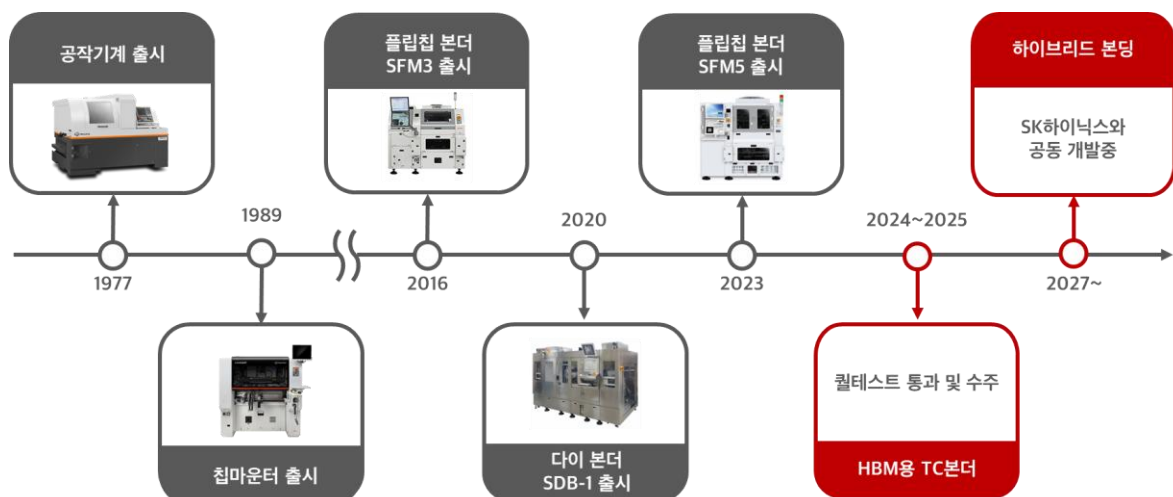 공작기계 출시
플립칩 본더
SFM3 출시
플립칩 본더
SFM5 출시
하이브리드 본딩
SK하이닉스와
공동 개발중
1989
2020
2024~2025
1977
2016
2023
2027~
칩마운터 출시
다이 본더
SDB-1 출시
퀄테스트 통과 및 수주
HBM용 TC본더